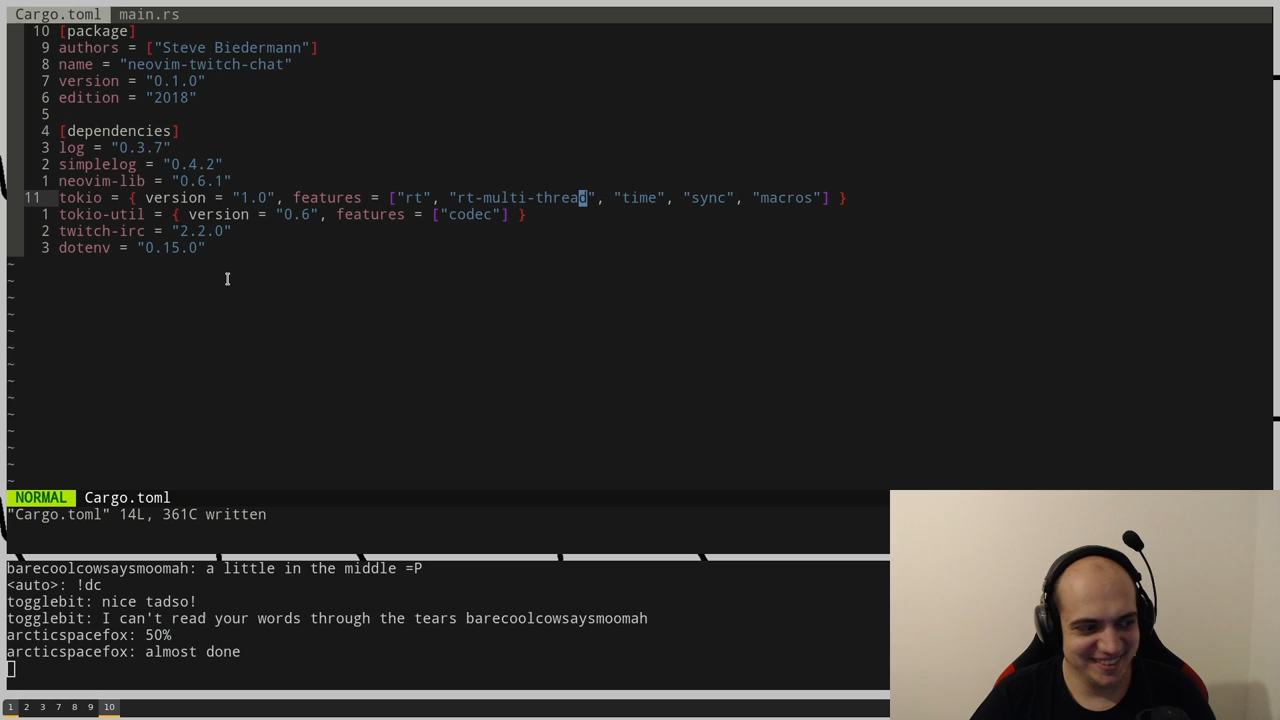 Cargo.toml main.rs
10 [package]
9 authors = ["Steve Biedermann"]
8 name = "neovim-twitch-chat"
7 version = "0.1.0"
6 edition = "2018"
5
4 [dependencies]
3 log = "0.3.7"
2 simplelog = "0.4.2"
1 neovim-lib = "0.6.1"
11 tokio = { version = "1.0", features = ["rt", "rt-multi-thread", "time", "sync", "macros"] }
1 tokio-util = { version = "0.6", features = ["codec"] }
2 twitch-irc = "2.2.0"
3 dotenv = "0.15.0"
~
~
~
~
~
~
~
~
~
~
~
~
~
~
NORMAL Cargo.toml
"Cargo.toml" 14L, 361C written
barecoolcowsaysmoomah: a little in the middle =P
<auto>: !dc
togglebit: nice tadso!
togglebit: I can't read your words through the tears barecoolcowsaysmoomah
arcticspacefox: 50%
arcticspacefox: almost done
1 2 3 7 8 9 10